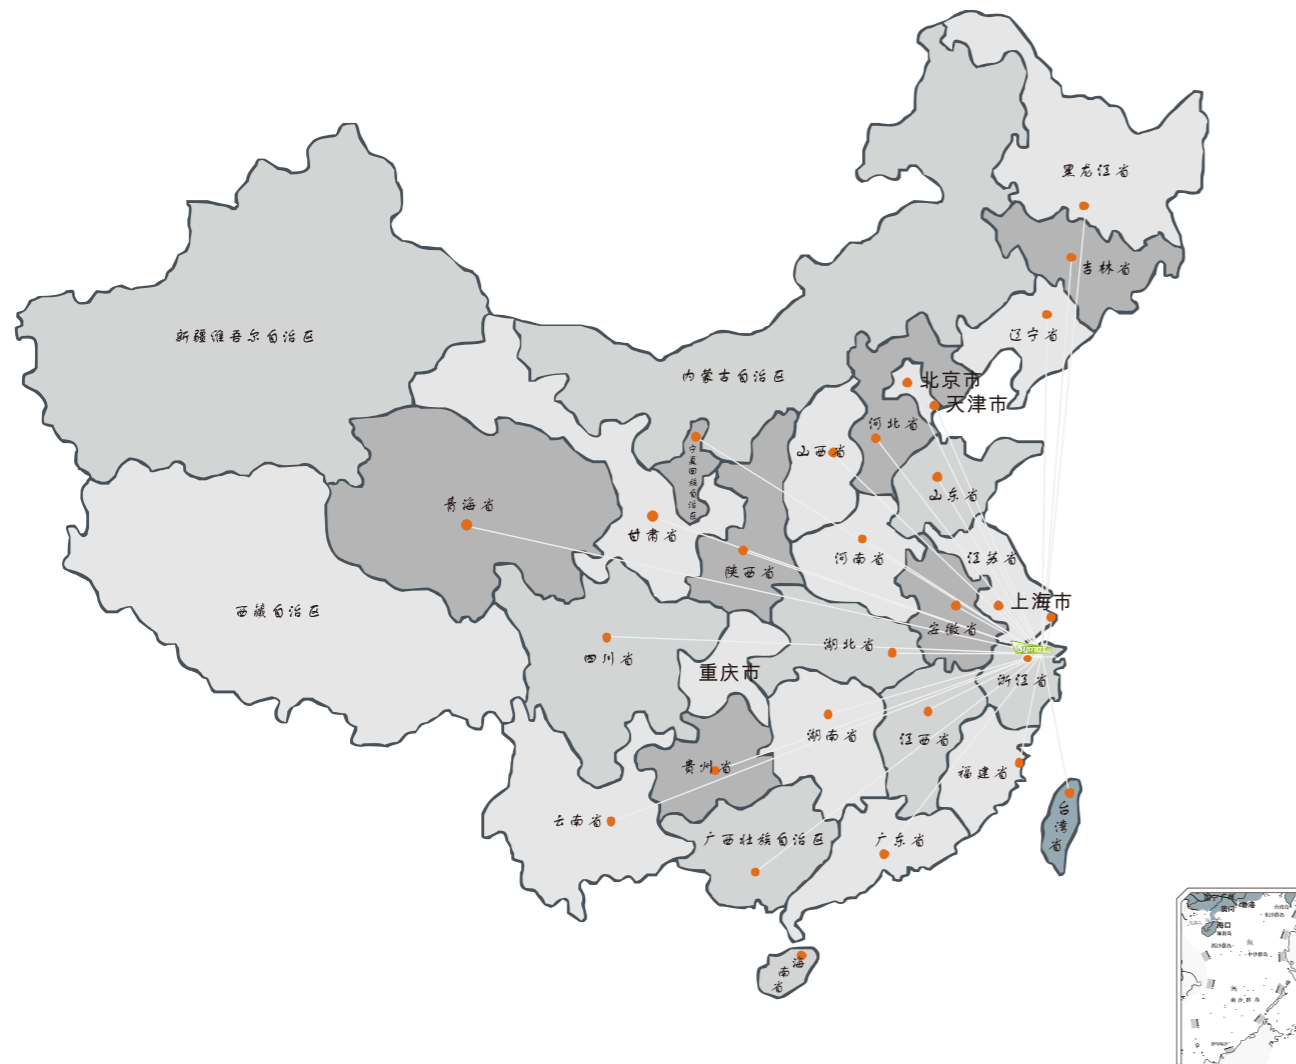 黑龙江省
吉林省
辽宁省
新疆维吾尔自治区
内蒙古自治区
北京市
天津市
河北省
山西省
宁夏回族自治区
山东省
青海省
甘肃省
河南省
江苏省
陕西省
上海市
西藏自治区
安徽省
湖北省
四川省
重庆市
浙江省
湖南省
江西省
贵州省
福建省
云南省
台湾省
广西壮族自治区
广东省
海南省
海口
南沙群岛